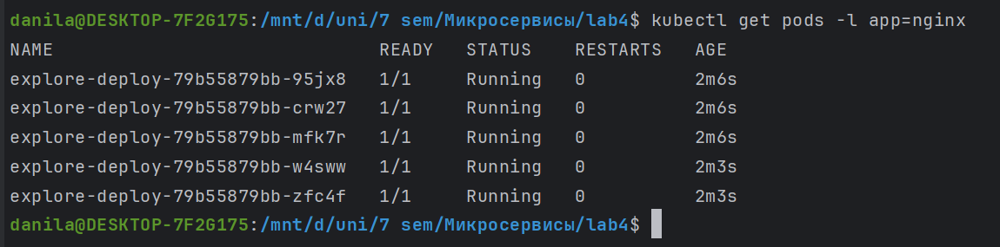 danila@DESKTOP-7F2G175:/mnt/d/uni/7 sem/Микросервисы/lab4$ kubectl get pods -l app=nginx
NAME READY STATUS RESTARTS AGE
explore-deploy-79b55879bb-95jx8 1/1 Running 0 2m6s
explore-deploy-79b55879bb-crw27 1/1 Running 0 2m6s
explore-deploy-79b55879bb-mfk7r 1/1 Running 0 2m6s
explore-deploy-79b55879bb-w4sww 1/1 Running 0 2m3s
explore-deploy-79b55879bb-zfc4f 1/1 Running 0 2m3s
danila@DESKTOP-7F2G175:/mnt/d/uni/7 sem/Микросервисы/lab4$